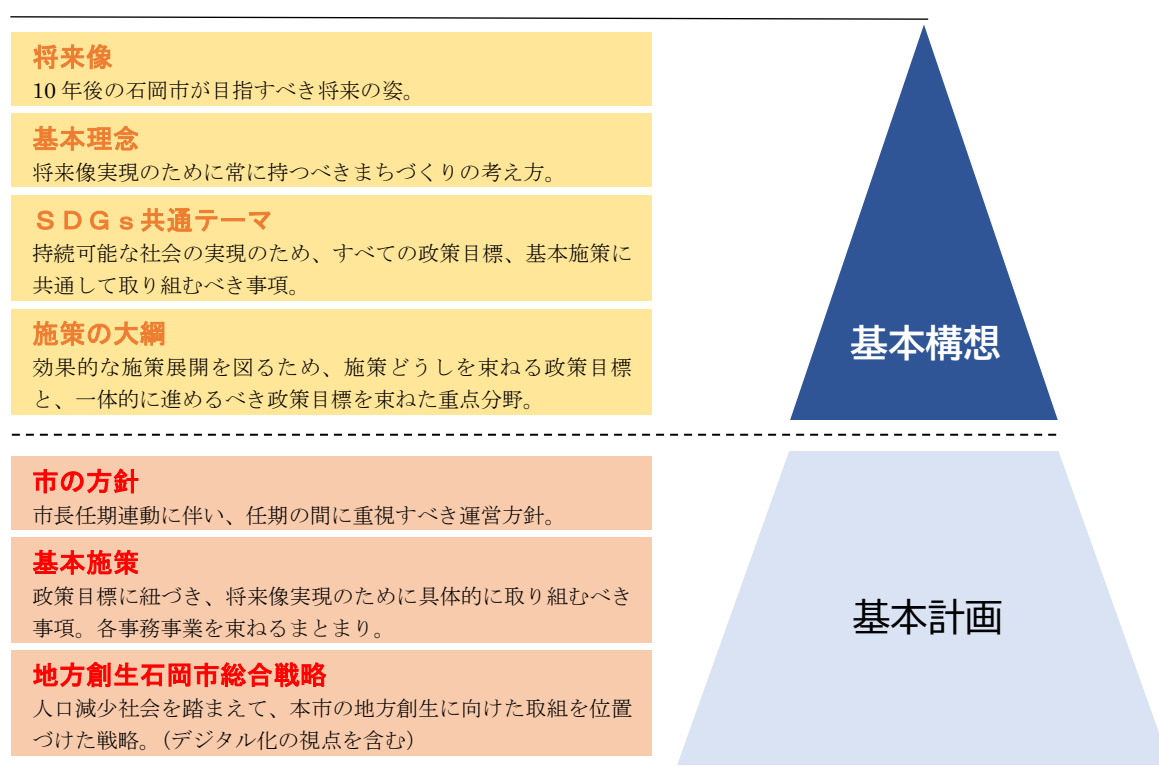 将来像
10年後の石岡市が目指すべき将来の姿。
基本理念
将来像実現のために常に持つべきまちづくりの考え方。
ＳＤＧｓ共通テーマ
持続可能な社会の実現のため、すべての政策目標、基本施策に
共通して取り組むべき事項。
施策の大綱
効果的な施策展開を図るため、施策どうしを束ねる政策目標
と、一体的に進めるべき政策目標を束ねた重点分野。
基本構想
市の方針
市長任期連動に伴い、任期の間に重視すべき運営方針。
基本施策
政策目標に紐づき、将来像実現のために具体的に取り組むべき
事項。各事務事業を束ねるまとまり。
地方創生石岡市総合戦略
人口減少社会を踏まえて、本市の地方創生に向けた取組を位置
づけた戦略。（デジタル化の視点を含む）
基本計画